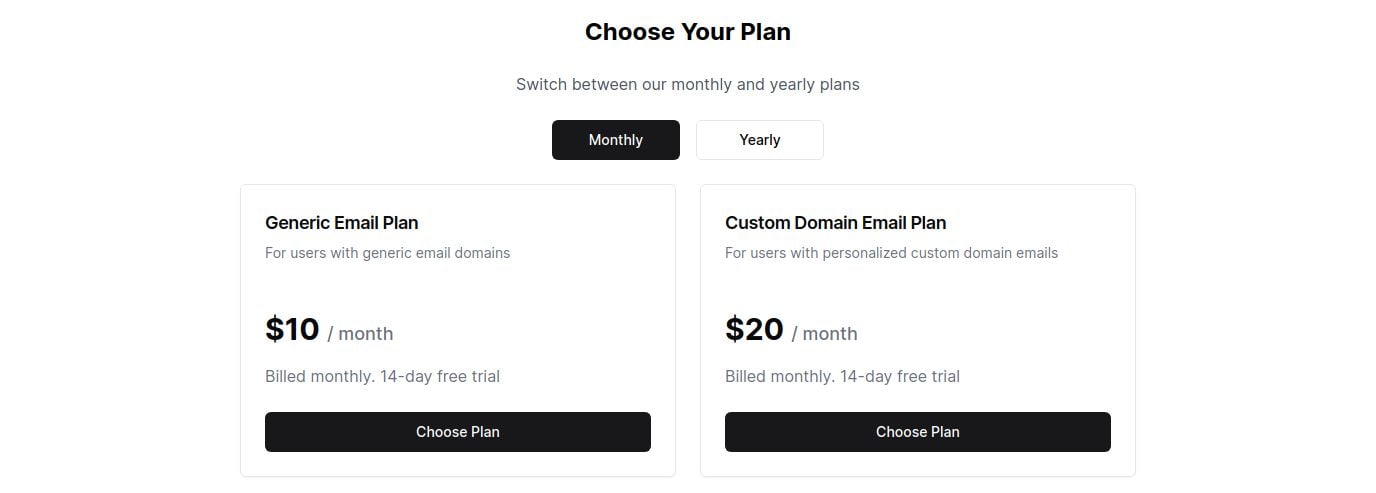 Choose Your Plan
Switch between our monthly and yearly plans
Monthly
Yearly
Generic Email Plan
For users with generic email domains
$10 / month
Billed monthly. 14-day free trial
Choose Plan
Custom Domain Email Plan
For users with personalized custom domain emails
$20 / month
Billed monthly. 14-day free trial
Choose Plan